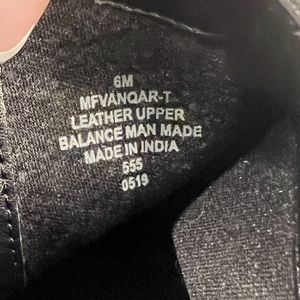 6M
MFVANQAR-T
LEATHER UPPER
BALANCE MAN MADE
MADE IN INDIA
555
0519